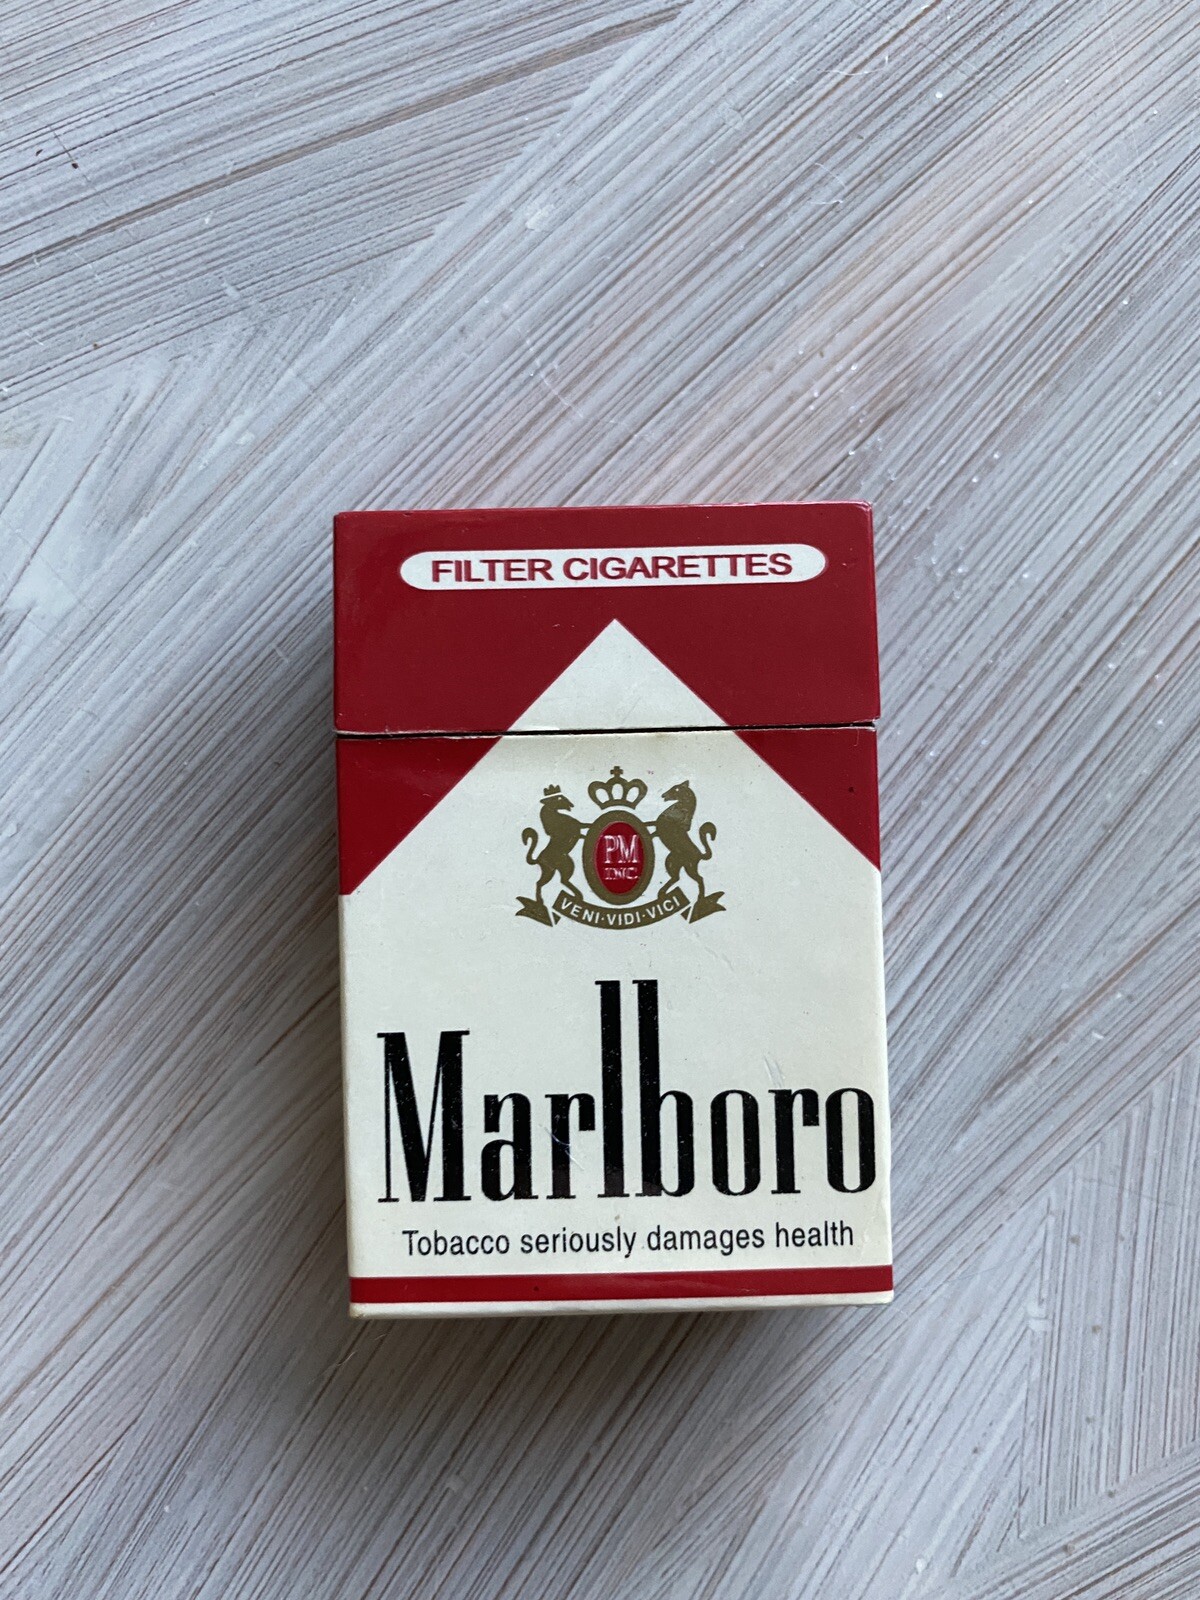 FILTER CIGARETTES
PM
INC.
VENI·VIDI·VICI
Marlboro
Tobacco seriously damages health